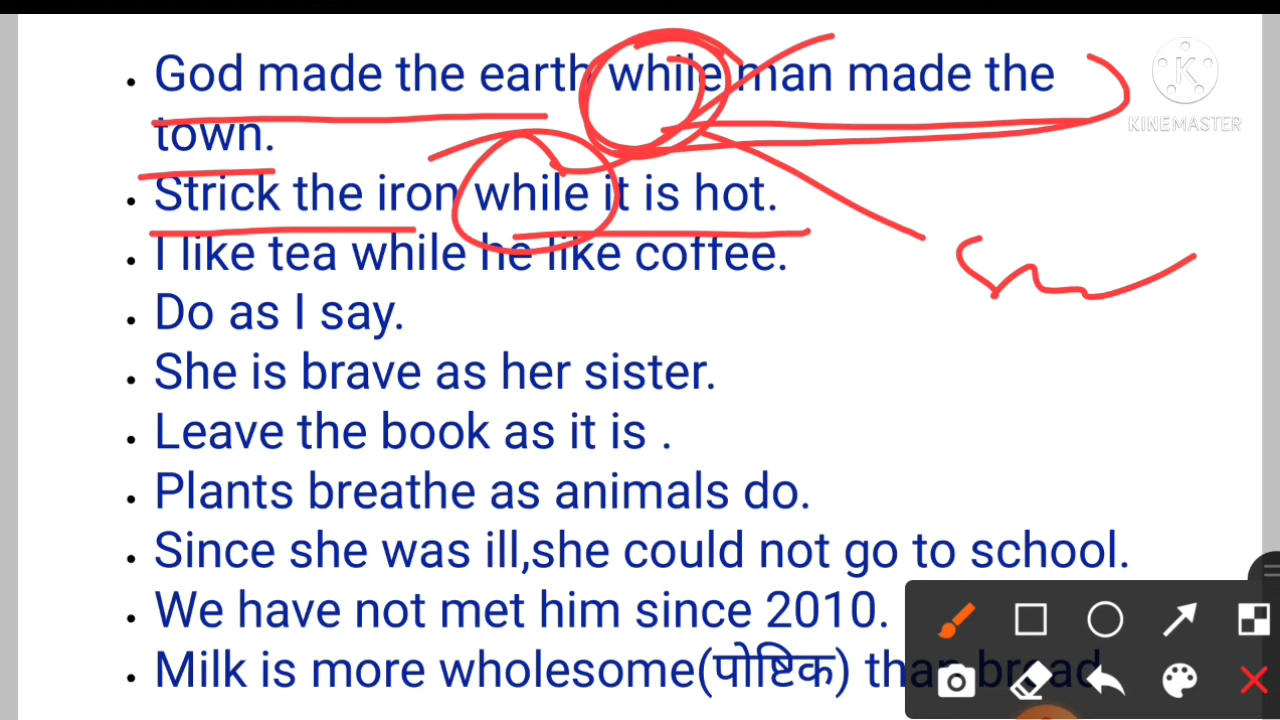 God made the earth while man made the
town.
KINEMASTER
Strick the iron while it is hot.
I like tea while he like coffee.
Do as I say.
She is brave as her sister.
Leave the book as it is .
Plants breathe as animals do.
Since she was ill,she could not go to school.
We have not met him since 2010.
Milk is more wholesome(पोष्टिक) than bread